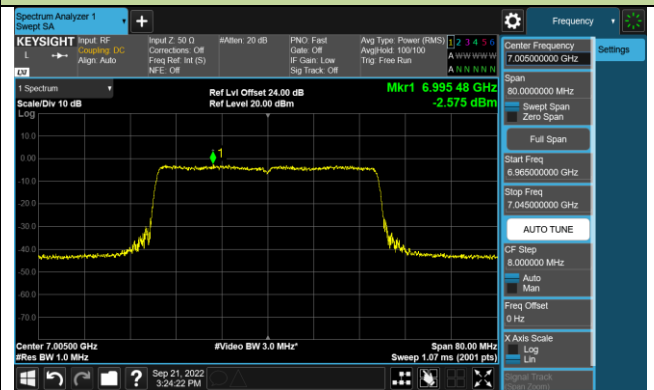 Spectrum Analyzer 1
Swept SA
Frequency
KEYSIGHT
Input: RF
Coupling: DC
Align: Auto
Input Z: 50 Ω
Corrections: Off
Freq Ref: Int (S)
NFE: Off
#Atten: 20 dB
PNO: Fast
Gate: Off
IF Gain: Low
Sig Track: Off
Avg Type: Power (RMS)
Avg|Hold: 100/100
Trig: Free Run
1 2 3 4 5 6
A W W W W W
A N N N N N
L
LXI
1 Spectrum
Scale/Div 10 dB
Log
Ref Lvl Offset 24.00 dB
Ref Level 20.00 dBm
Mkr1 6.995 48 GHz
-2.575 dBm
10.0
0.00
-10.0
-20.0
-30.0
-40.0
-50.0
-60.0
-70.0
1
Center 7.00500 GHz
#Res BW 1.0 MHz
#Video BW 3.0 MHz*
Span 80.00 MHz
Sweep 1.07 ms (2001 pts)
Sep 21, 2022
3:24:22 PM
Center Frequency
7.005000000 GHz
Settings
Span
80.0000000 MHz
Swept Span
Zero Span
Full Span
Start Freq
6.965000000 GHz
Stop Freq
7.045000000 GHz
AUTO TUNE
CF Step
8.000000 MHz
Auto
Man
Freq Offset
0 Hz
X Axis Scale
Log
Lin
Signal Track
(Span Zoom)